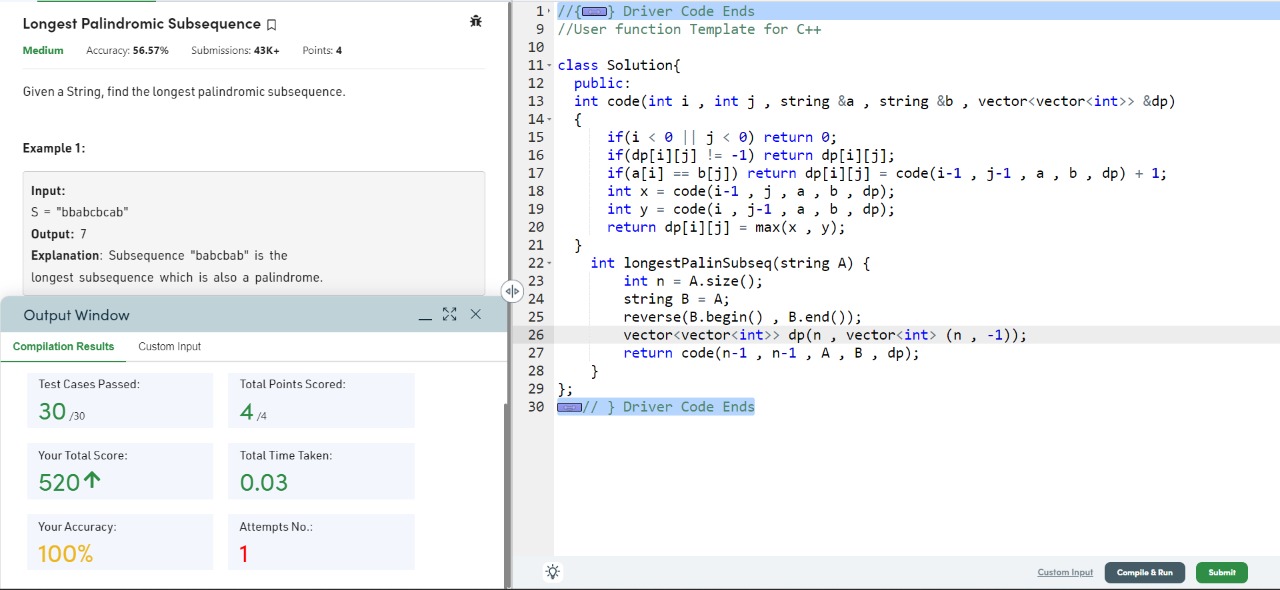 Longest Palindromic Subsequence
Medium Accuracy: 56.57% Submissions: 43K+ Points: 4
Given a String, find the longest palindromic subsequence.
Example 1:
Input:
S = "bbabcbcab"
Output: 7
Explanation: Subsequence "babcbab" is the
longest subsequence which is also a palindrome.
Output Window
Compilation Results Custom Input
Test Cases Passed:
30 /30
Total Points Scored:
4 /4
Your Total Score:
520
Total Time Taken:
0.03
Your Accuracy:
100%
Attempts No.:
1
1 //{ } Driver Code Ends
9 //User function Template for C++
10
11 class Solution{
12 public:
13 int code(int i , int j , string &a , string &b , vector<vector<int>> &dp)
14 {
15 if(i < 0 || j < 0) return 0;
16 if(dp[i][j] != -1) return dp[i][j];
17 if(a[i] == b[j]) return dp[i][j] = code(i-1 , j-1 , a , b , dp) + 1;
18 int x = code(i-1 , j , a , b , dp);
19 int y = code(i , j-1 , a , b , dp);
20 return dp[i][j] = max(x , y);
21 }
22 int longestPalinSubseq(string A) {
23 int n = A.size();
24 string B = A;
25 reverse(B.begin() , B.end());
26 vector<vector<int>> dp(n , vector<int> (n , -1));
27 return code(n-1 , n-1 , A , B , dp);
28 }
29 };
30 // } Driver Code Ends
Custom Input Compile & Run Submit